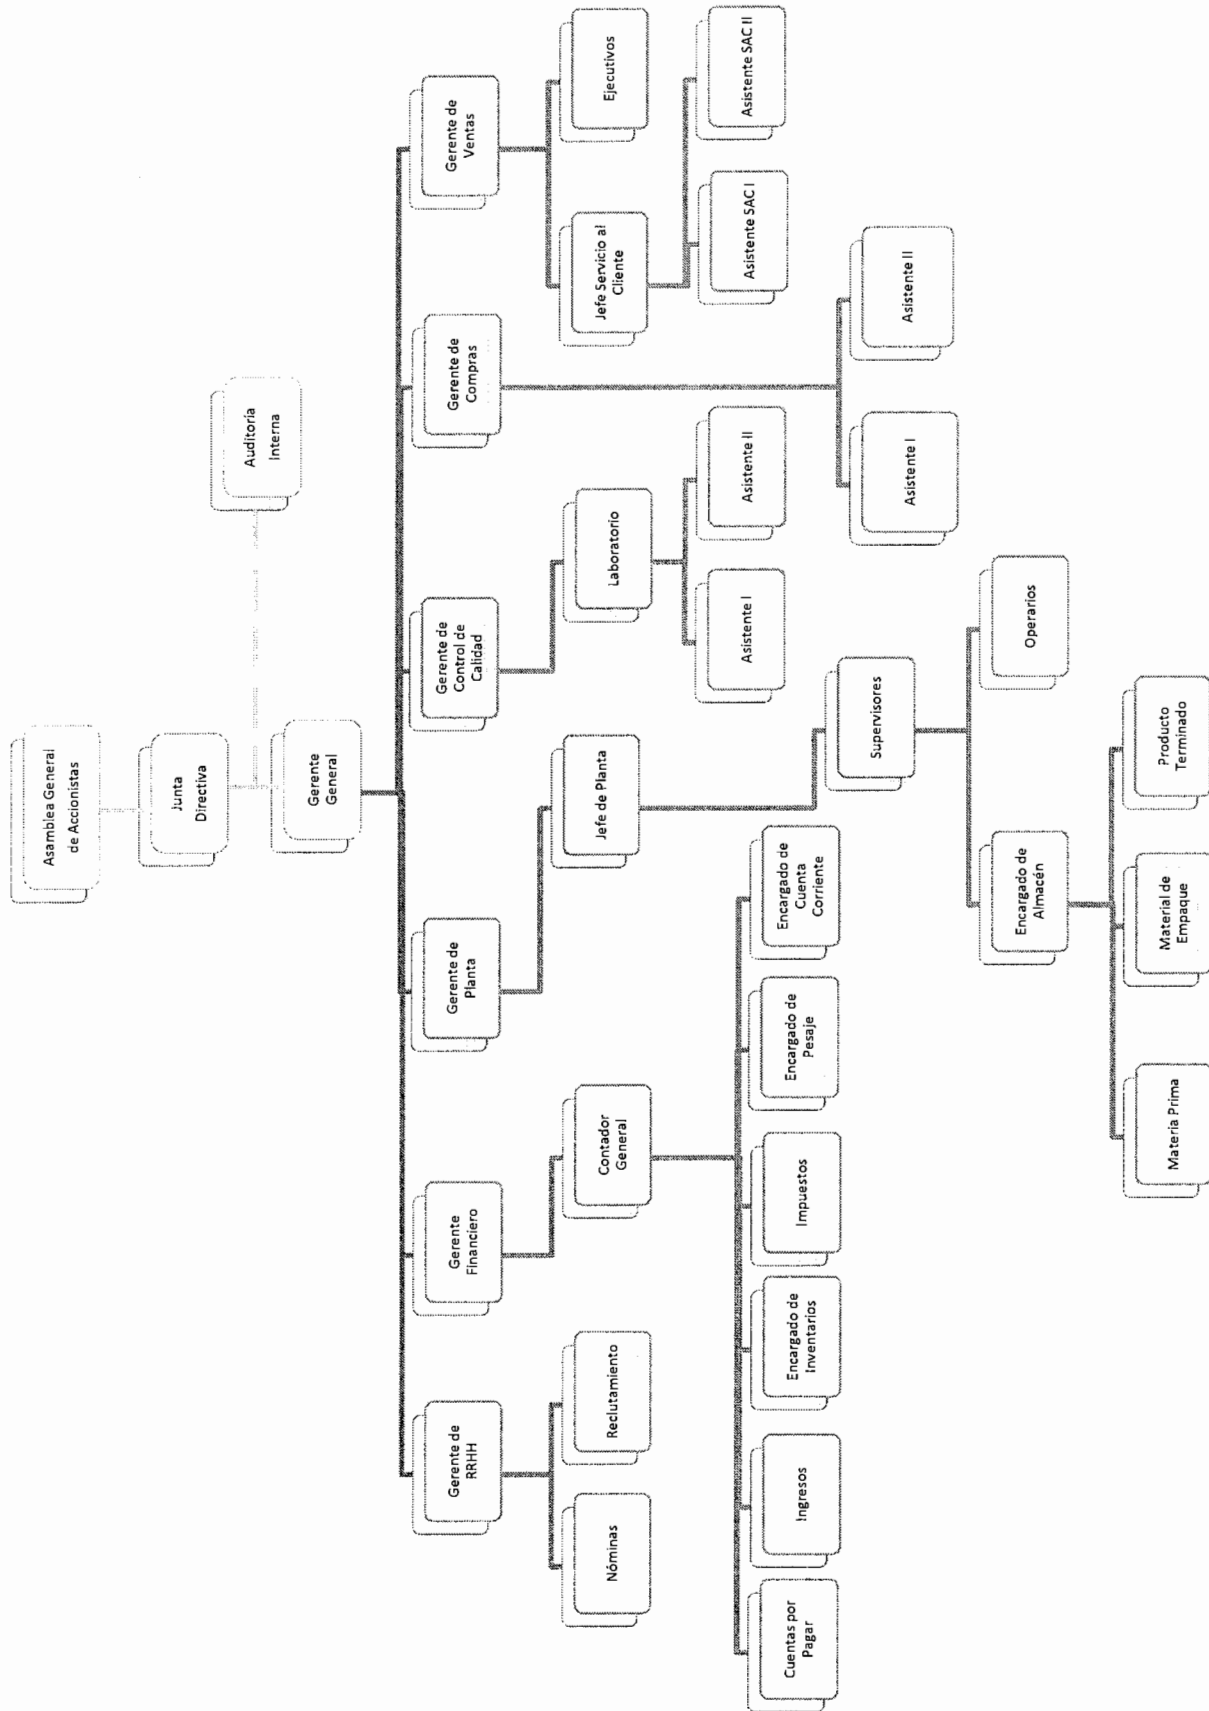 Asamblea General
de Accionistas
Junta
Directiva
Auditoría
Interna
Gerente
General
Gerente de
RRHH
Gerente
Financiero
Gerente de
Planta
Gerente de
Control de
Calidad
Gerente de
Compras
Gerente de
Ventas
Nóminas
Reclutamiento
Contador
General
Jefe de Planta
Laboratorio
Jefe Servicio al
Cliente
Ejecutivos
Cuentas por
Pagar
Ingresos
Encargado de
Inventarios
Impuestos
Encargado de
Pesaje
Encargado de
Cuenta
Corriente
Asistente I
Asistente II
Asistente SAC I
Asistente SAC II
Supervisores
Asistente I
Asistente II
Encargado de
Almacén
Operarios
Materia Prima
Material de
Empaque
Producto
Terminado